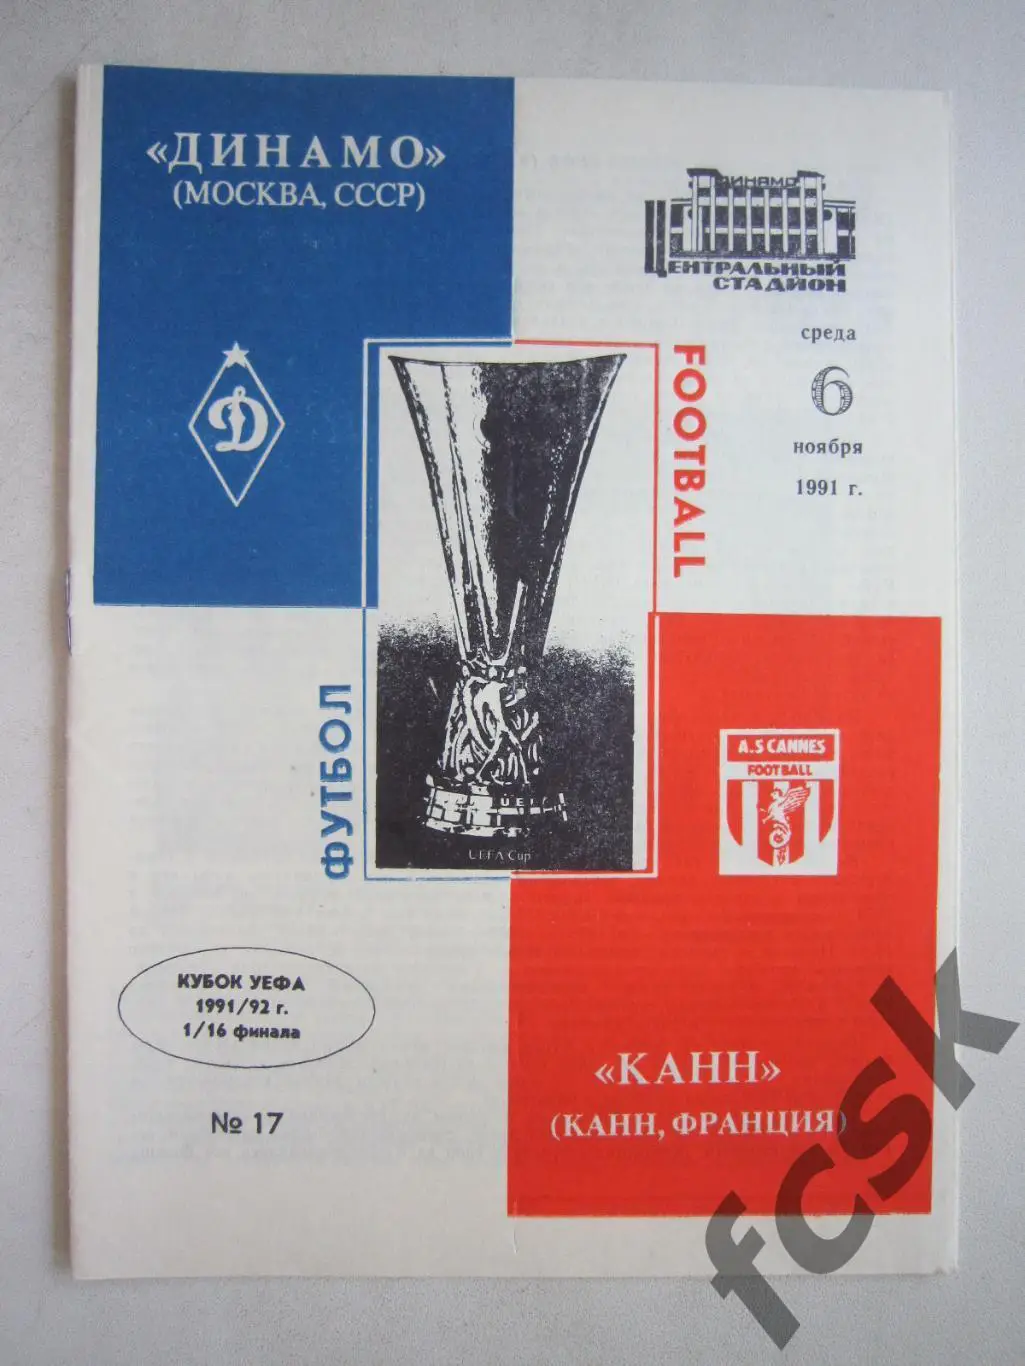 «ДИНАМО»
(МОСКВА, СССР)
ДИНАМО
ЦЕНТРАЛЬНЫЙ
СТАДИОН
среда
6
ноября
1991 г.
FOOTBALL
ФУТБОЛ
Д
UEFA Cup
A.S CANNES
FOOTBALL
КУБОК УЕФА
1991/92 г.
1/16 финала
№ 17
«КАНН»
(КАНН, ФРАНЦИЯ)
fcsk